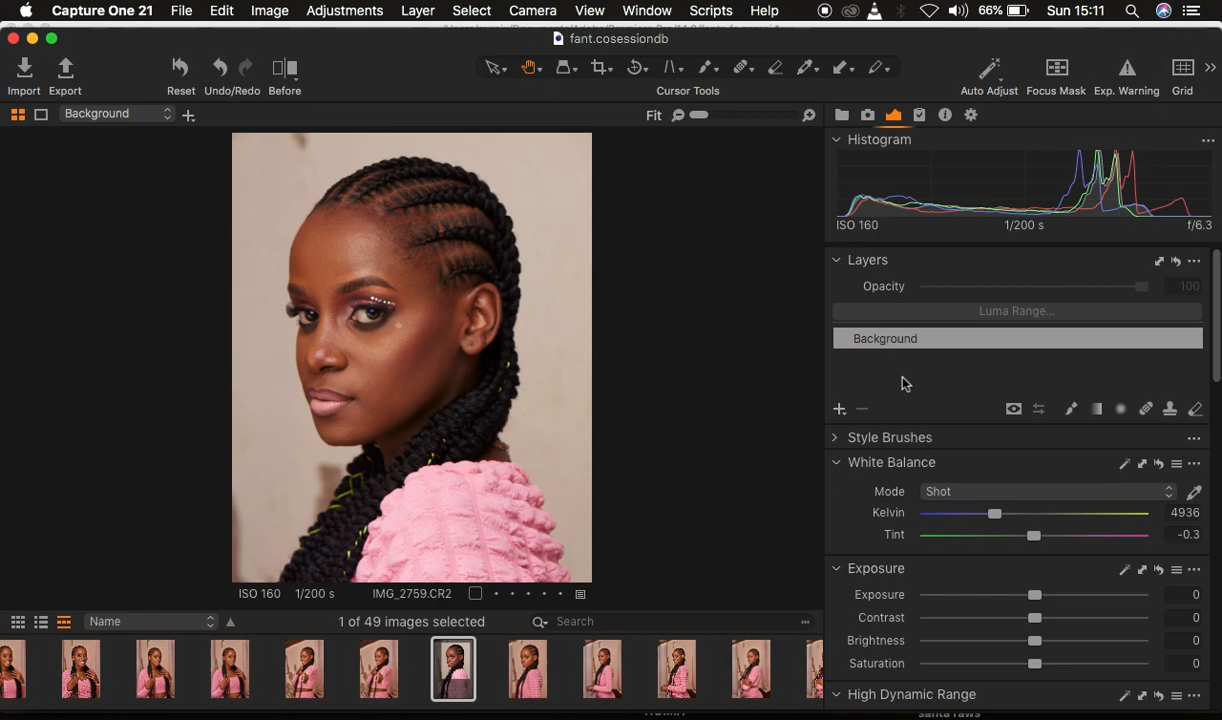 Capture One 21 File Edit Image Adjustments Layer Select Camera View Window Scripts Help 66% Sun 15:11
fant.cosessiondb
Import Export Reset Undo/Redo Before Cursor Tools Auto Adjust Focus Mask Exp. Warning Grid
Background Fit
Histogram
ISO 160 1/200 s f/6.3
Layers
Opacity 100
Luma Range...
Background
Style Brushes
White Balance
Mode Shot
Kelvin 4936
Tint -0.3
Exposure
Exposure 0
Contrast 0
Brightness 0
Saturation 0
High Dynamic Range
ISO 160 1/200 s IMG_2759.CR2
Name 1 of 49 images selected Search